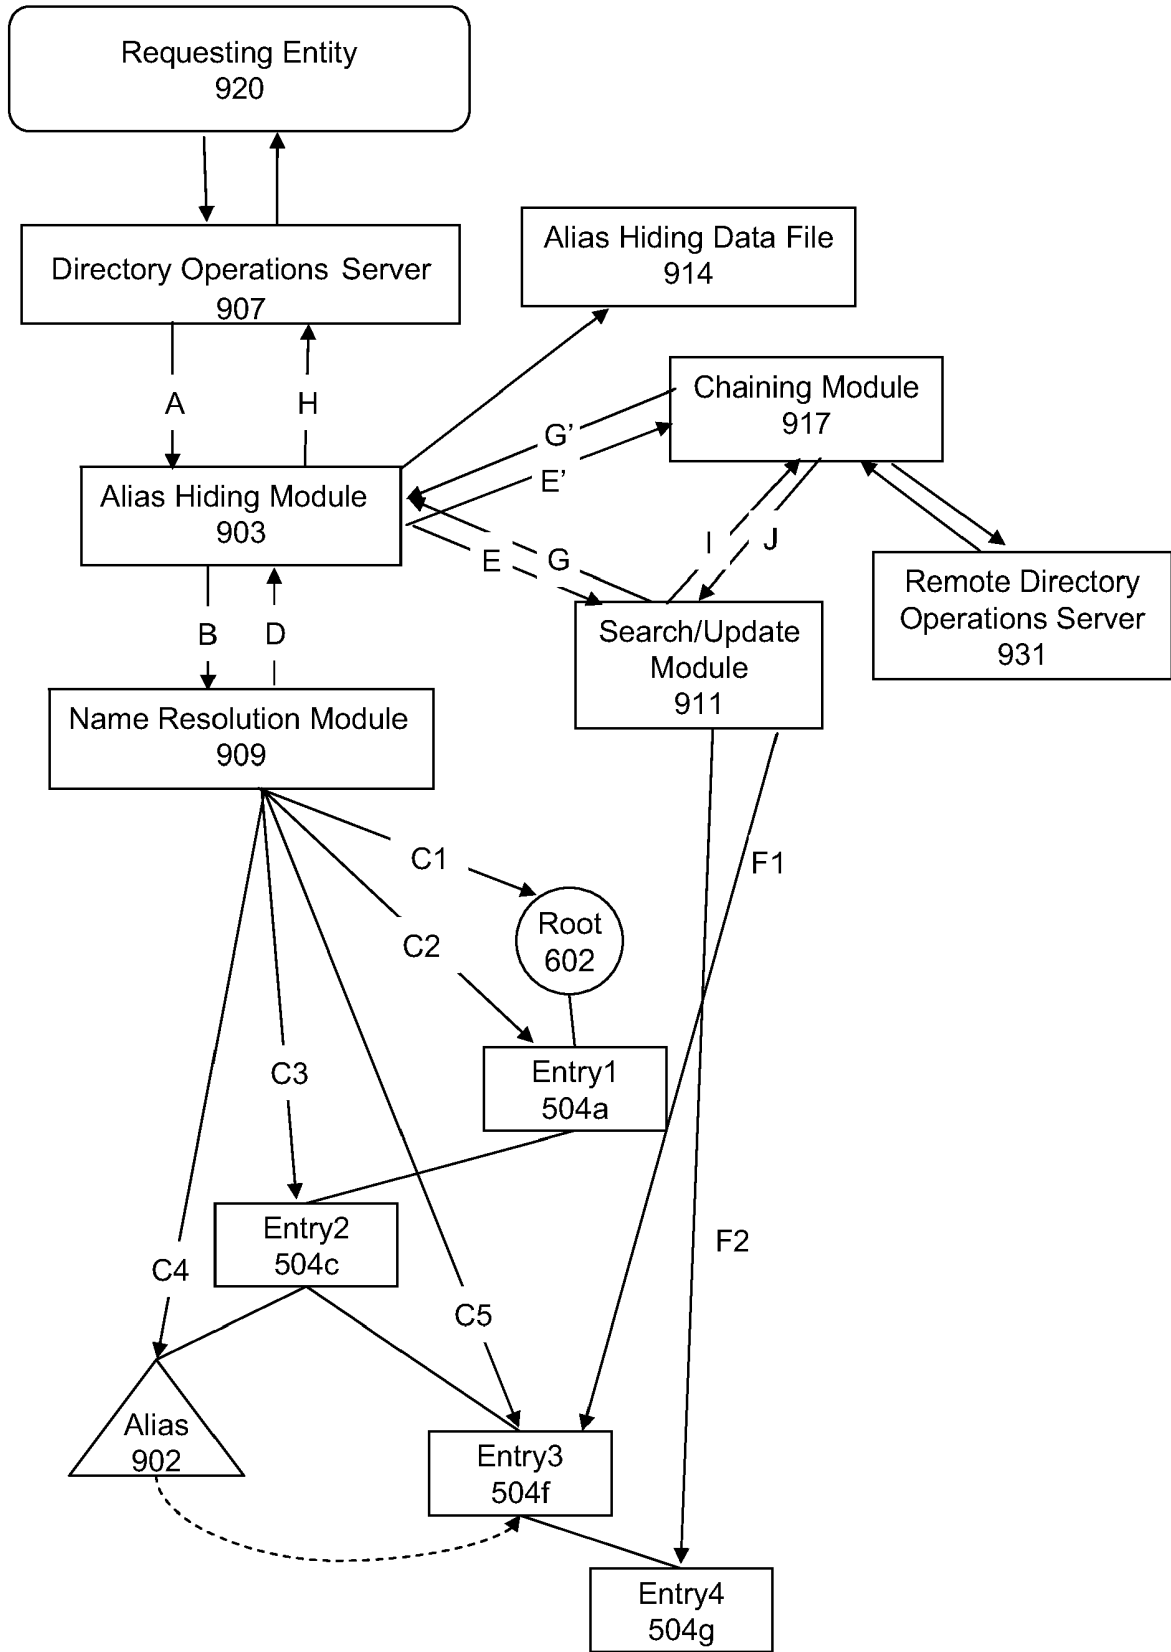 Requesting Entity
920
Directory Operations Server
907
Alias Hiding Data File
914
A
H
Chaining Module
917
G’
E’
Alias Hiding Module
903
E
G
I
J
Remote Directory
Operations Server
931
B
D
Search/Update
Module
911
Name Resolution Module
909
C1
F1
Root
602
C2
C3
Entry1
504a
Entry2
504c
F2
C4
C5
Alias
902
Entry3
504f
Entry4
504g